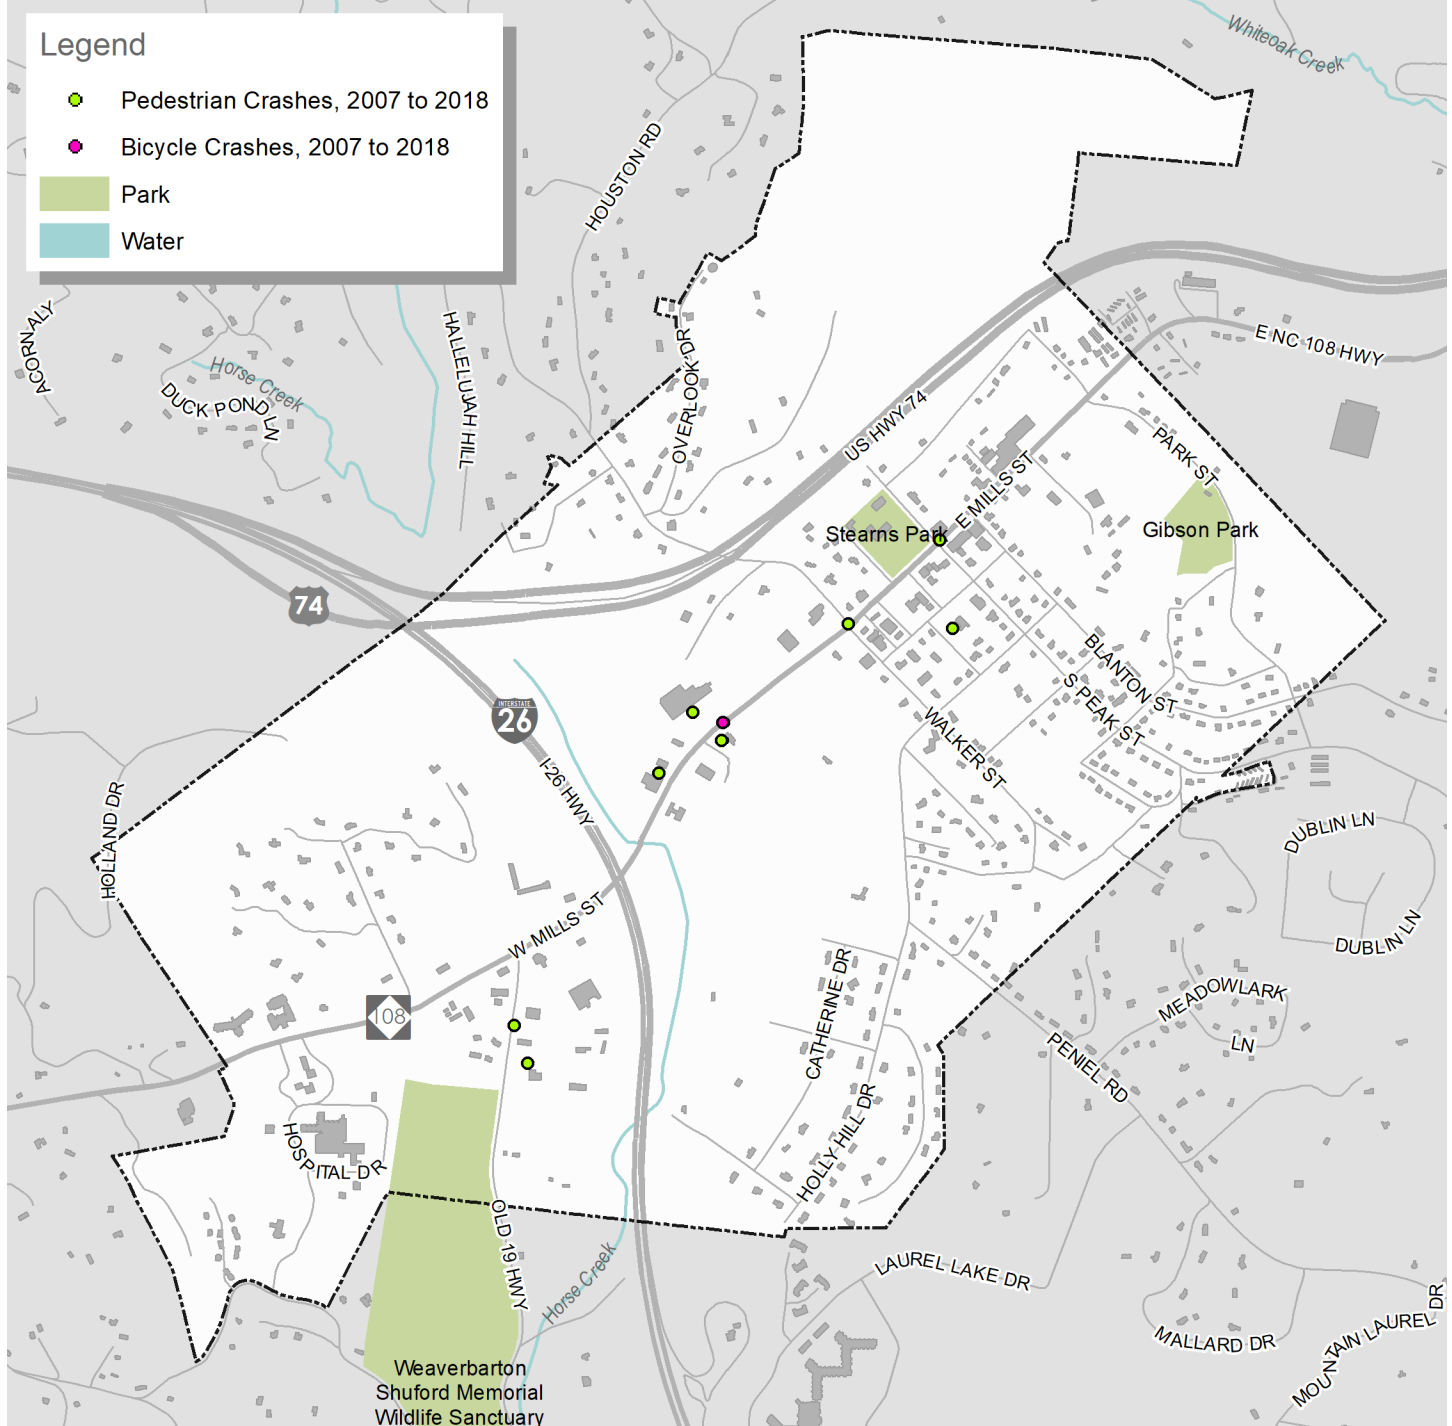 Legend
Pedestrian Crashes, 2007 to 2018
Bicycle Crashes, 2007 to 2018
Park
Water
Whiteoak Creek
HOUSTON RD
ACORN ALY
HALLELUJAH HILL
Horse Creek
DUCK POND LN
OVERLOOK DR
E NC 108 HWY
US HWY 74
PARK ST
E MILLS ST
Stearns Park
Gibson Park
74
BLANTON ST
S PEAK ST
INTERSTATE
26
WALKER ST
I-26 HWY
HOLLAND DR
DUBLIN LN
W MILLS ST
DUBLIN LN
CATHERINE DR
MEADOWLARK
LN
108
PENIEL RD
HOLLY HILL DR
HOSPITAL DR
OLD 19 HWY
Horse Creek
LAUREL LAKE DR
MALLARD DR
MOUNTAIN LAUREL DR
Weaverbarton
Shuford Memorial
Wildlife Sanctuary